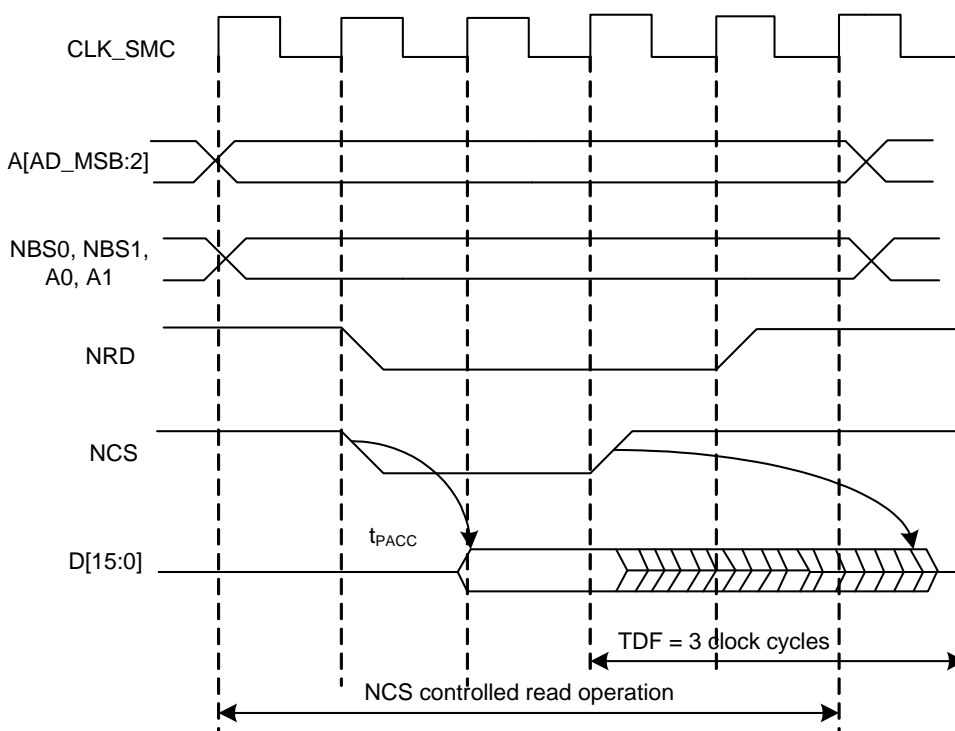 CLK_SMC
A[AD_MSB:2]
NBS0, NBS1,
A0, A1
NRD
NCS
tPACC
D[15:0]
TDF = 3 clock cycles
NCS controlled read operation